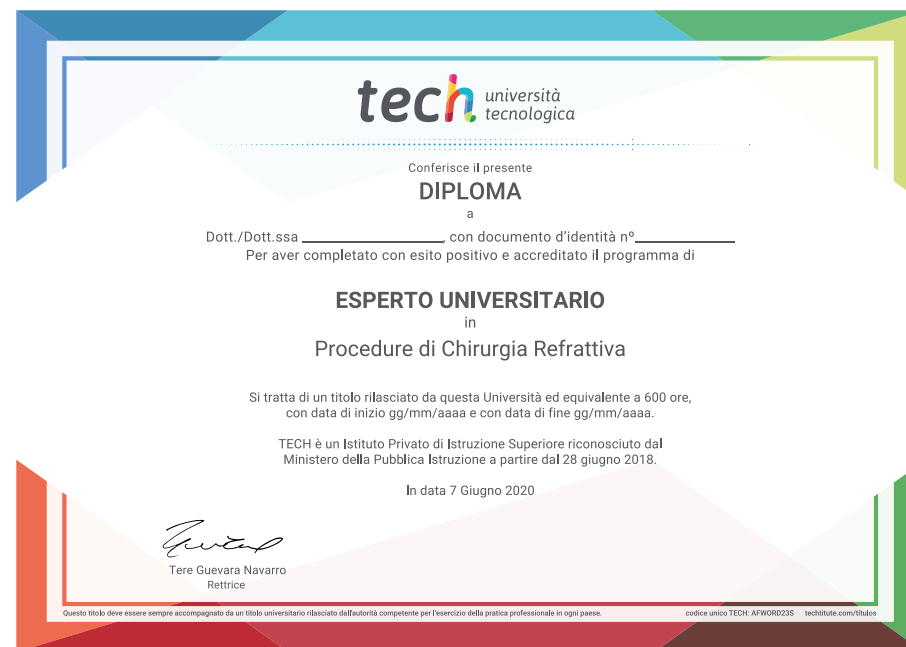 tech università
tecnologica
Conferisce il presente
DIPLOMA
a
Dott./Dott.ssa ____________________, con documento d'identità nº______________
Per aver completato con esito positivo e accreditato il programma di
ESPERTO UNIVERSITARIO
in
Procedure di Chirurgia Refrattiva
Si tratta di un titolo rilasciato da questa Università ed equivalente a 600 ore,
con data di inizio gg/mm/aaaa e con data di fine gg/mm/aaaa.
TECH è un Istituto Privato di Istruzione Superiore riconosciuto dal
Ministero della Pubblica Istruzione a partire dal 28 giugno 2018.
In data 7 Giugno 2020
Tere Guevara Navarro
Rettrice
Questo titolo deve essere sempre accompagnato da un titolo universitario rilasciato dall'autorità competente per l'esercizio della pratica professionale in ogni paese. codice unico TECH: AFWORD23S techtitute.com/titulos